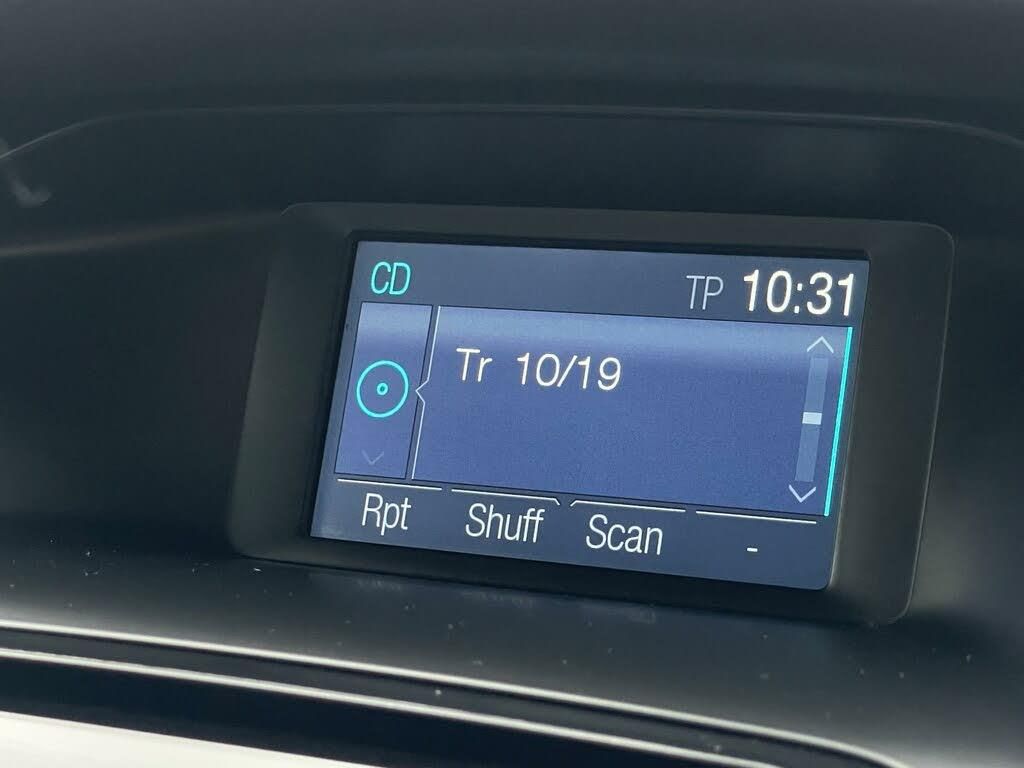 CD TP 10:31
Tr 10/19
Rpt Shuff Scan -